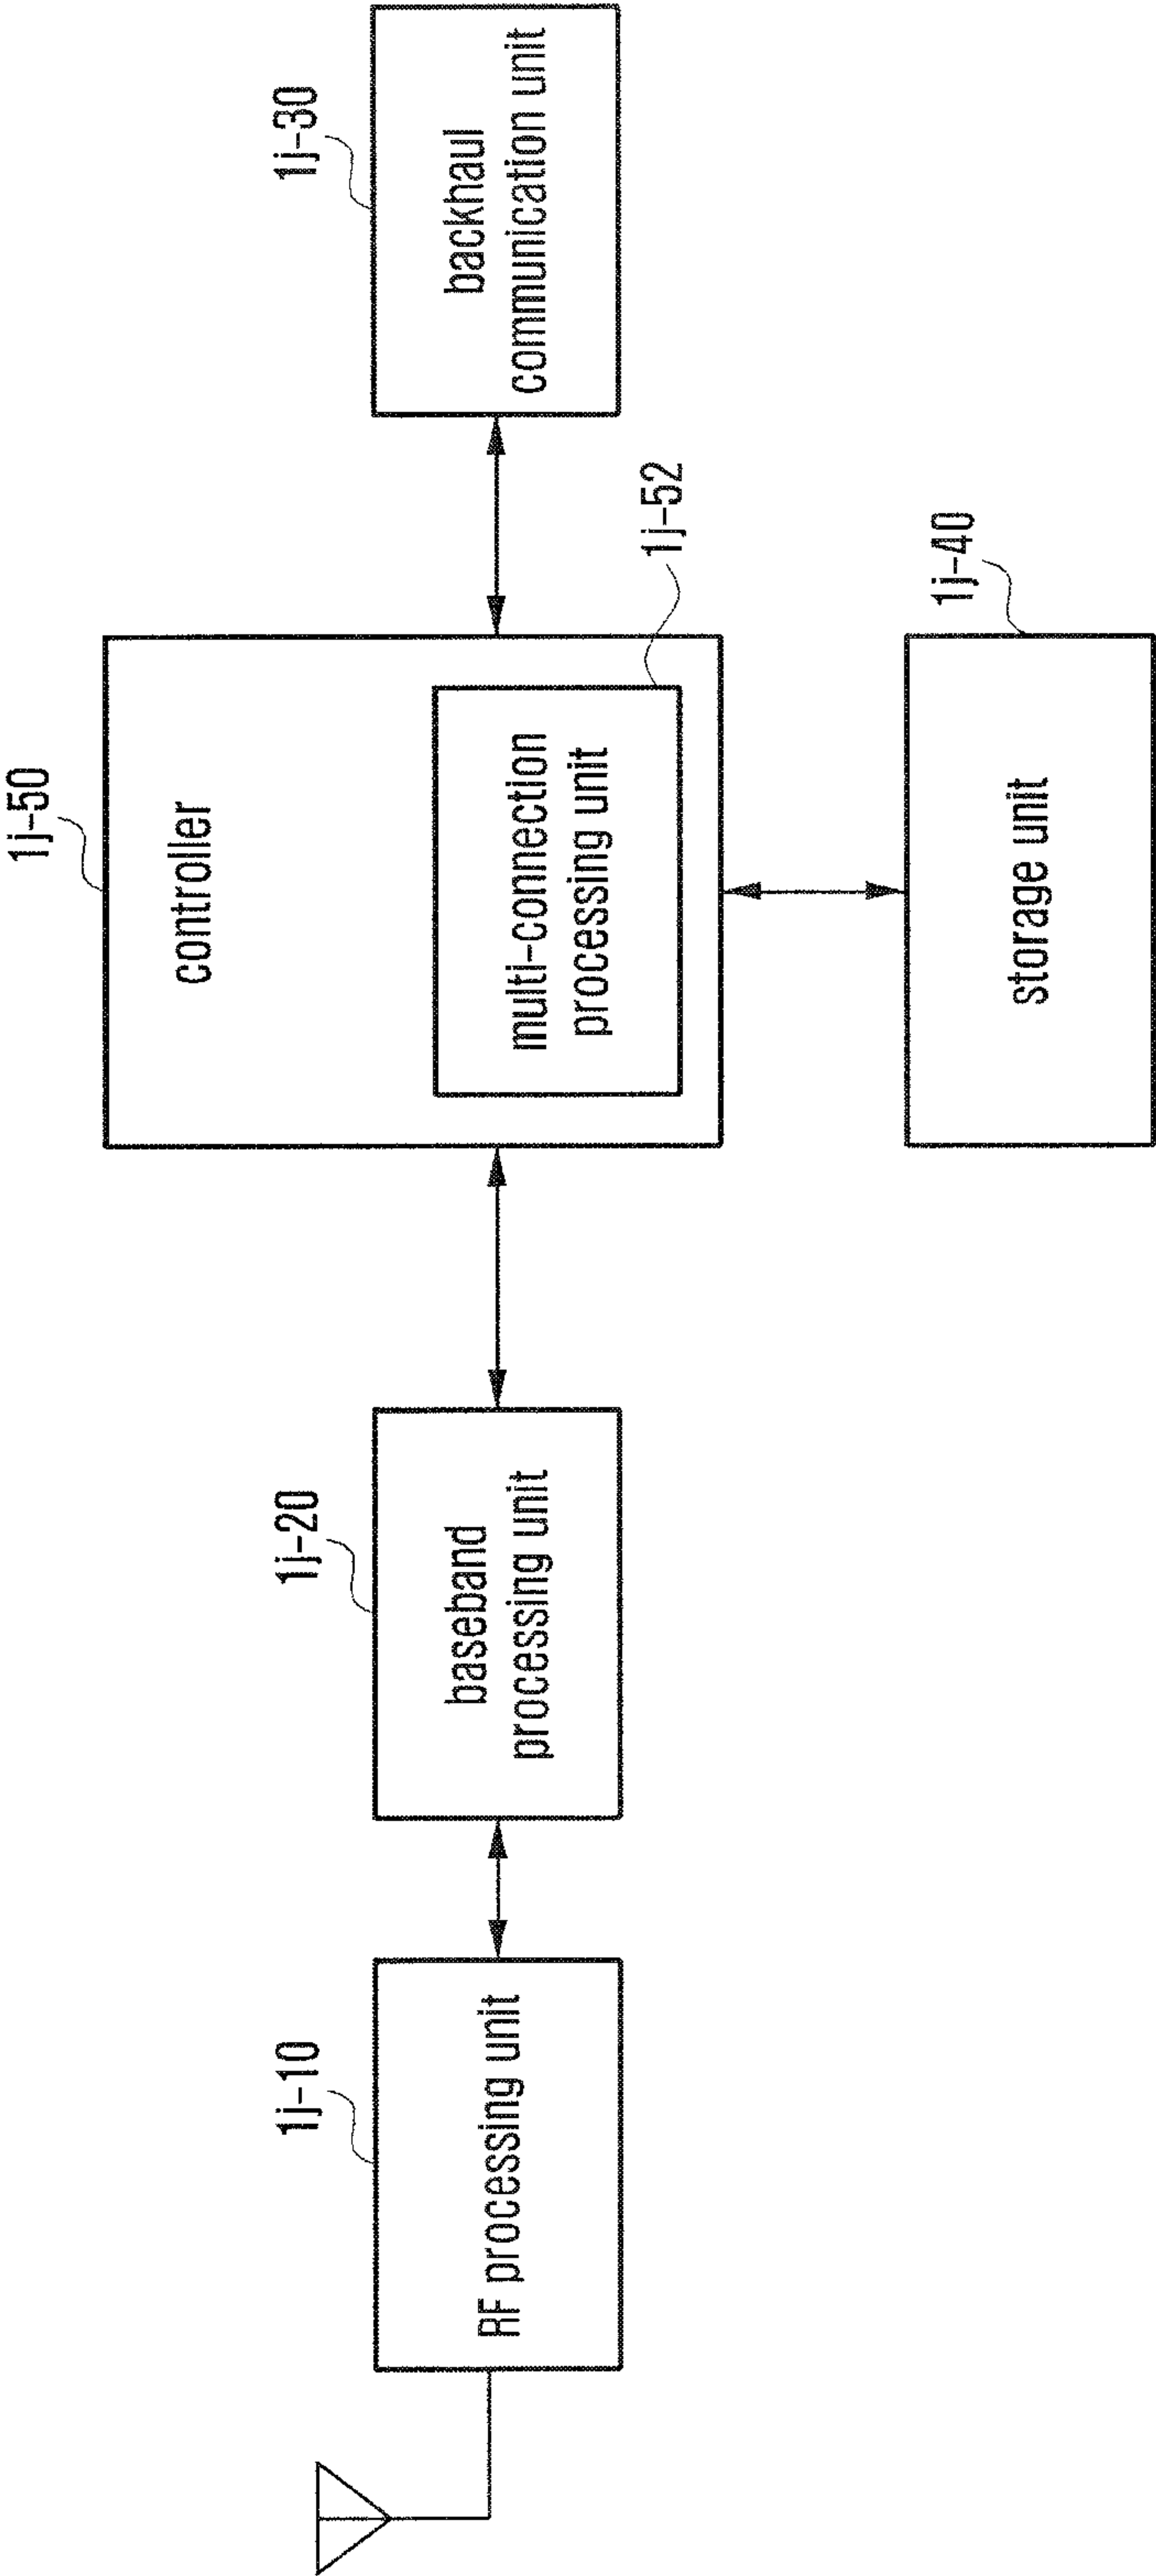 1j-50
controller
1j-10
RF processing unit
1j-20
baseband
processing unit
multi-connection
processing unit
1j-52
1j-30
backhaul
communication unit
1j-40
storage unit